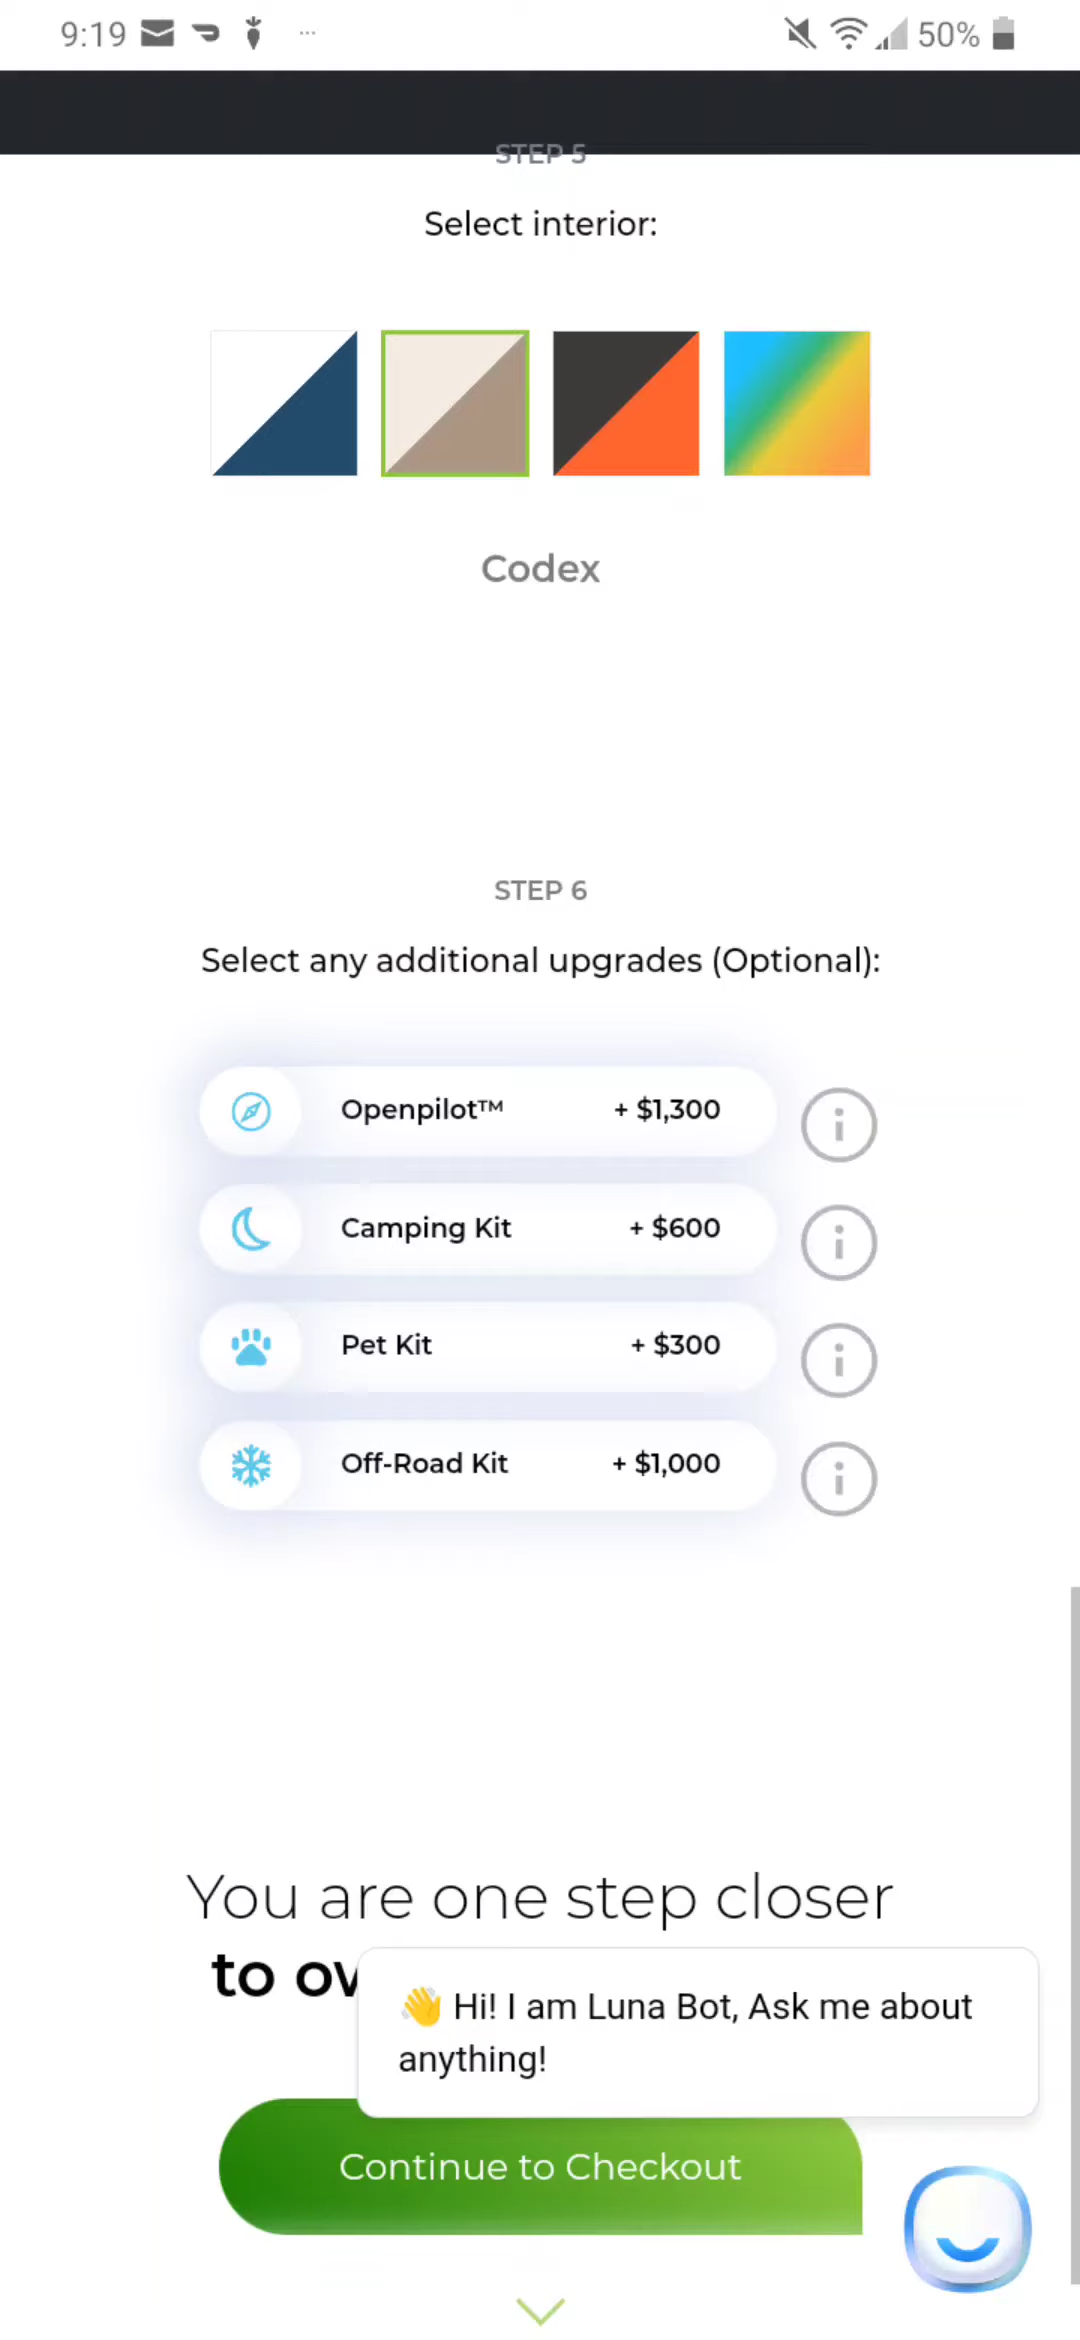 9:19
50%
STEP 5
Select interior:
Codex
STEP 6
Select any additional upgrades (Optional):
Openpilot™ + $1,300
Camping Kit + $600
Pet Kit + $300
Off-Road Kit + $1,000
You are one step closer
to ow
👋 Hi! I am Luna Bot, Ask me about
anything!
Continue to Checkout